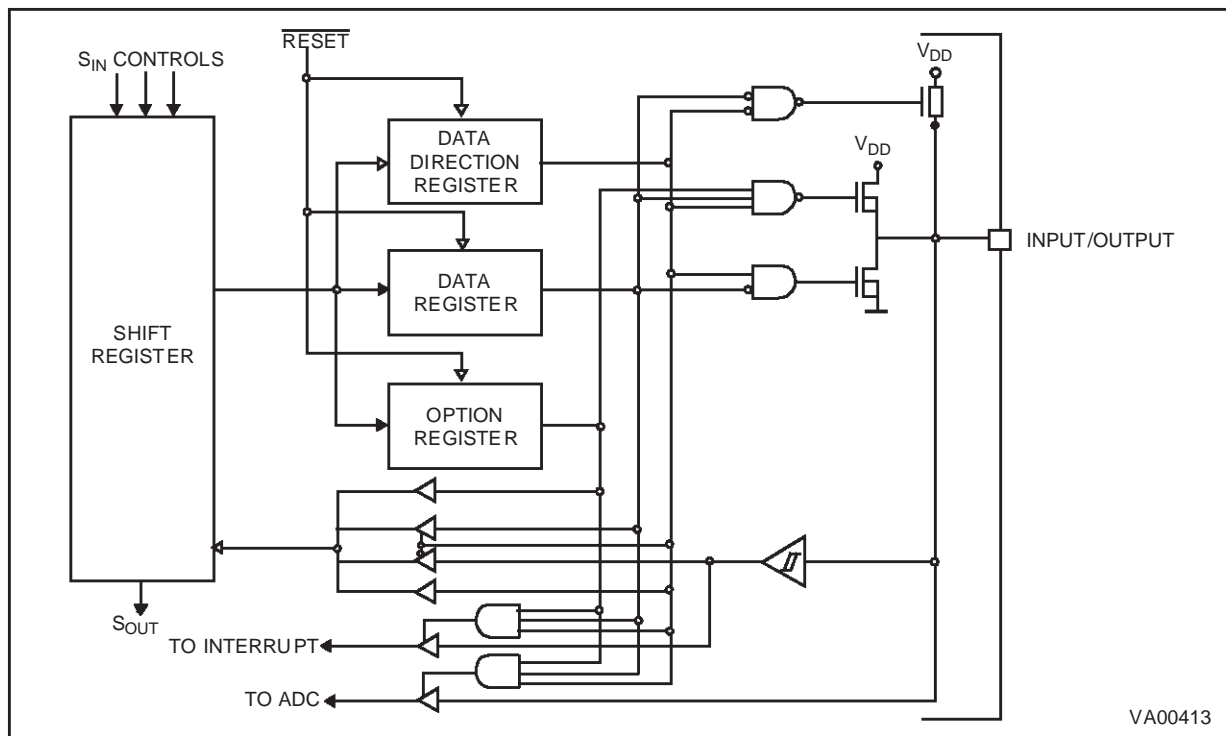 RESET
S_IN CONTROLS
V_DD
DATA
DIRECTION
REGISTER
V_DD
INPUT/OUTPUT
DATA
REGISTER
SHIFT
REGISTER
OPTION
REGISTER
S_OUT
TO INTERRUPT
TO ADC
VA00413